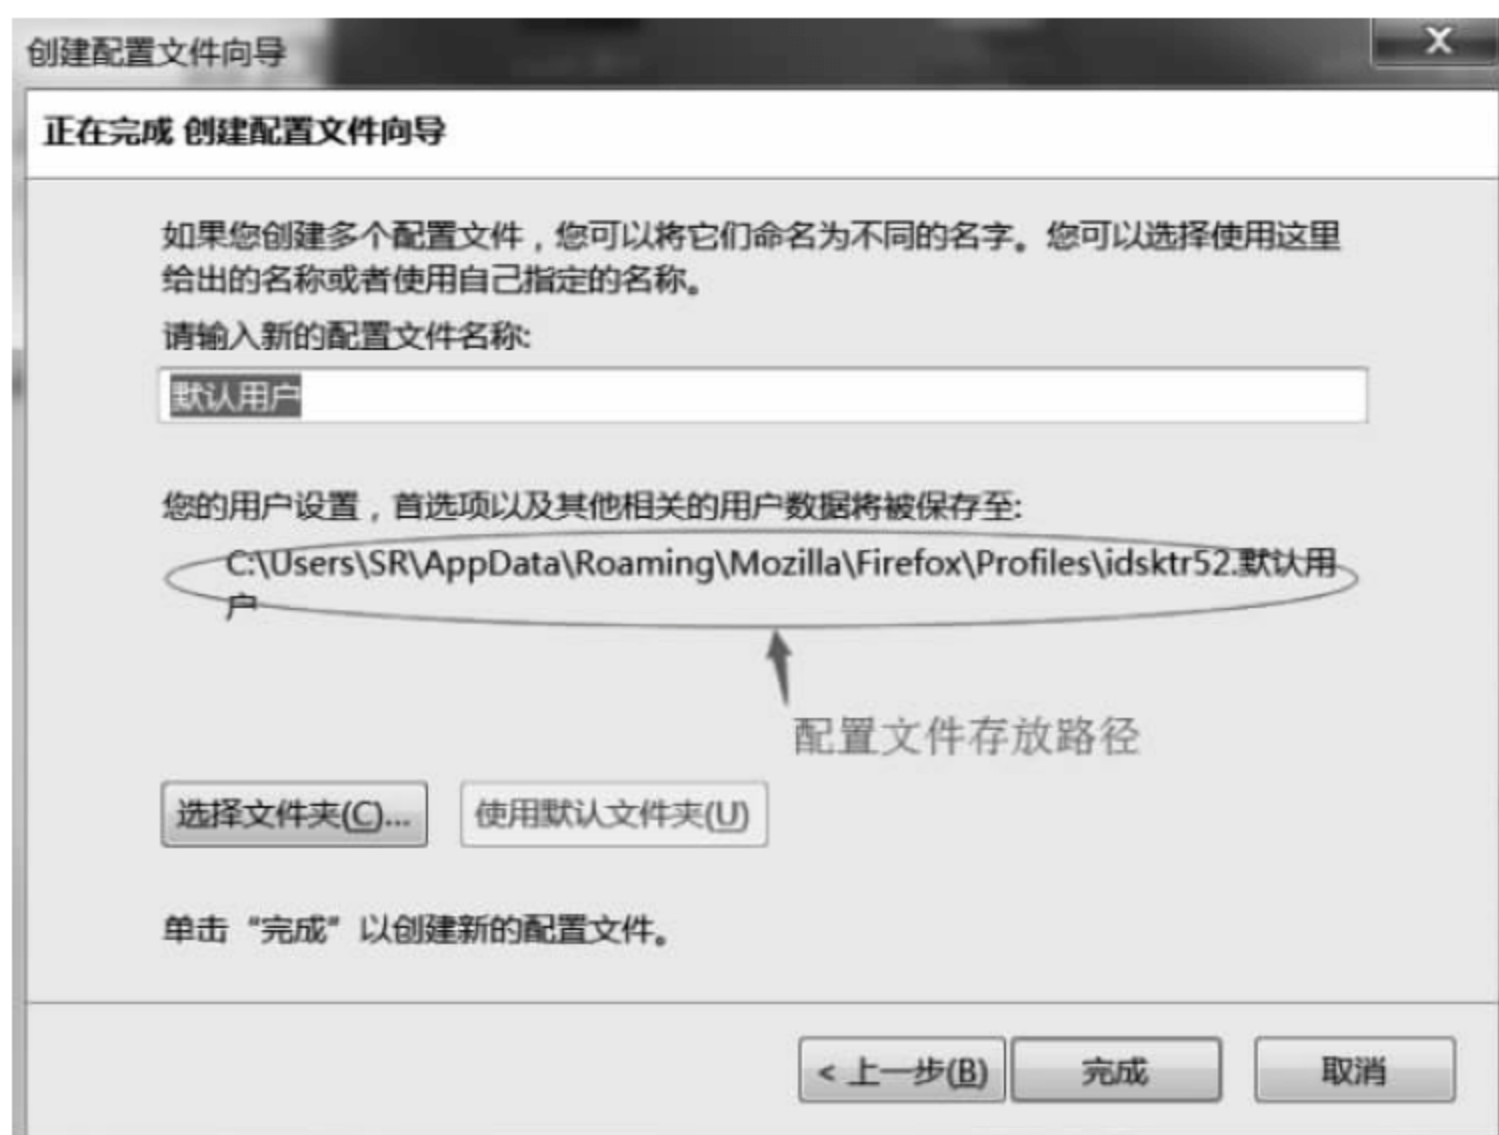 创建配置文件向导
X
正在完成 创建配置文件向导
如果您创建多个配置文件，您可以将它们命名为不同的名字。您可以选择使用这里
给出的名称或者使用自己指定的名称。
请输入新的配置文件名称:
默认用户
您的用户设置，首选项以及其他相关的用户数据将被保存至:
C:\Users\SR\AppData\Roaming\Mozilla\Firefox\Profiles\idsktr52.默认用
户
配置文件存放路径
选择文件夹(C)... 使用默认文件夹(U)
单击“完成”以创建新的配置文件。
< 上一步(B) 完成 取消